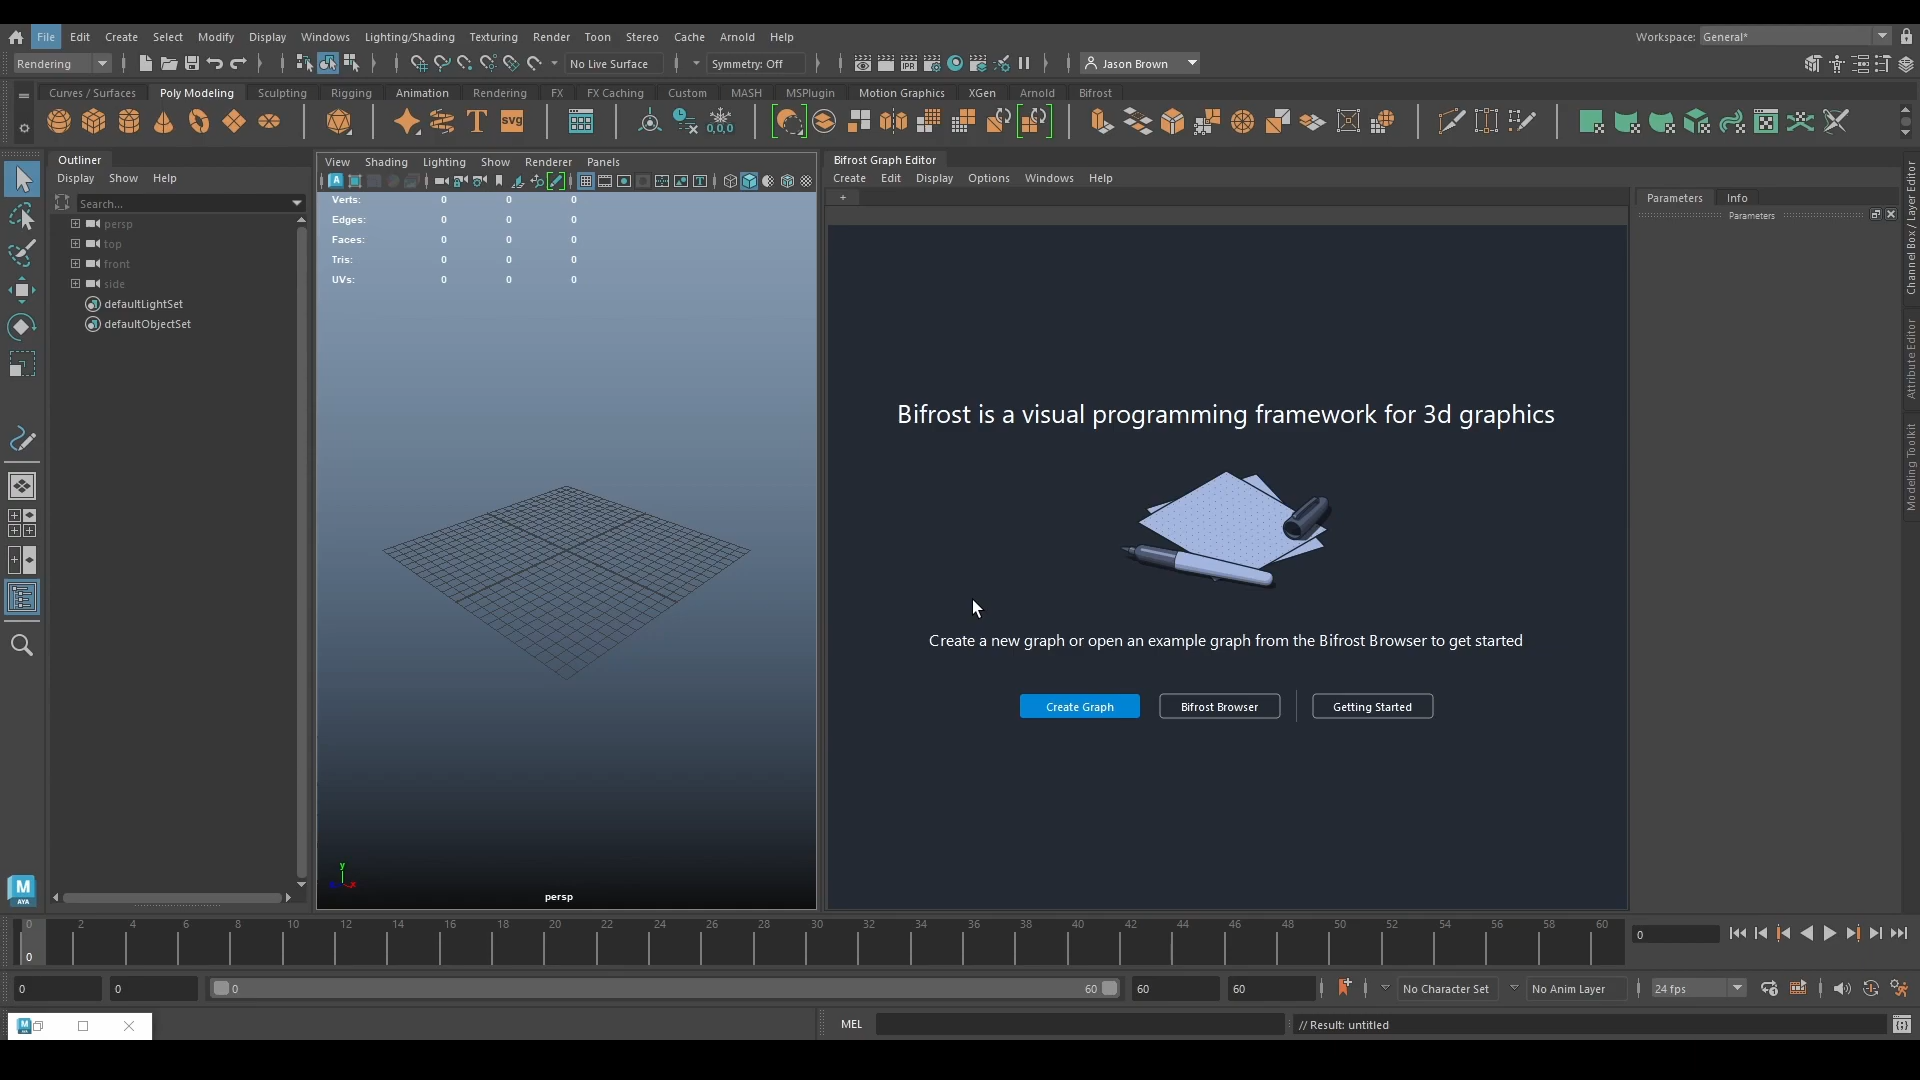 File Edit Create Select Modify Display Windows Lighting/Shading Texturing Render Toon Stereo Cache Arnold Help Workspace: General*
Rendering No Live Surface Symmetry: Off Jason Brown
Curves / Surfaces Poly Modeling Sculpting Rigging Animation Rendering FX FX Caching Custom MASH MSPlugin Motion Graphics XGen Arnold Bifrost
T SVG 0,0,0
Outliner
Display Show Help
Search...
persp
top
front
side
defaultLightSet
defaultObjectSet
View Shading Lighting Show Renderer Panels
Verts: 0 0 0
Edges: 0 0 0
Faces: 0 0 0
Tris: 0 0 0
UVs: 0 0 0
y
x
persp
Bifrost Graph Editor
Create Edit Display Options Windows Help
+
Bifrost is a visual programming framework for 3d graphics
Create a new graph or open an example graph from the Bifrost Browser to get started
Create Graph Bifrost Browser Getting Started
Parameters Info
Parameters
Channel Box / Layer Editor
Attribute Editor
Modeling Toolkit
M
AYA
0 2 4 6 8 10 12 14 16 18 20 22 24 26 28 30 32 34 36 38 40 42 44 46 48 50 52 54 56 58 60
0
0
0 0 0 60 60 60 No Character Set No Anim Layer 24 fps
MEL // Result: untitled